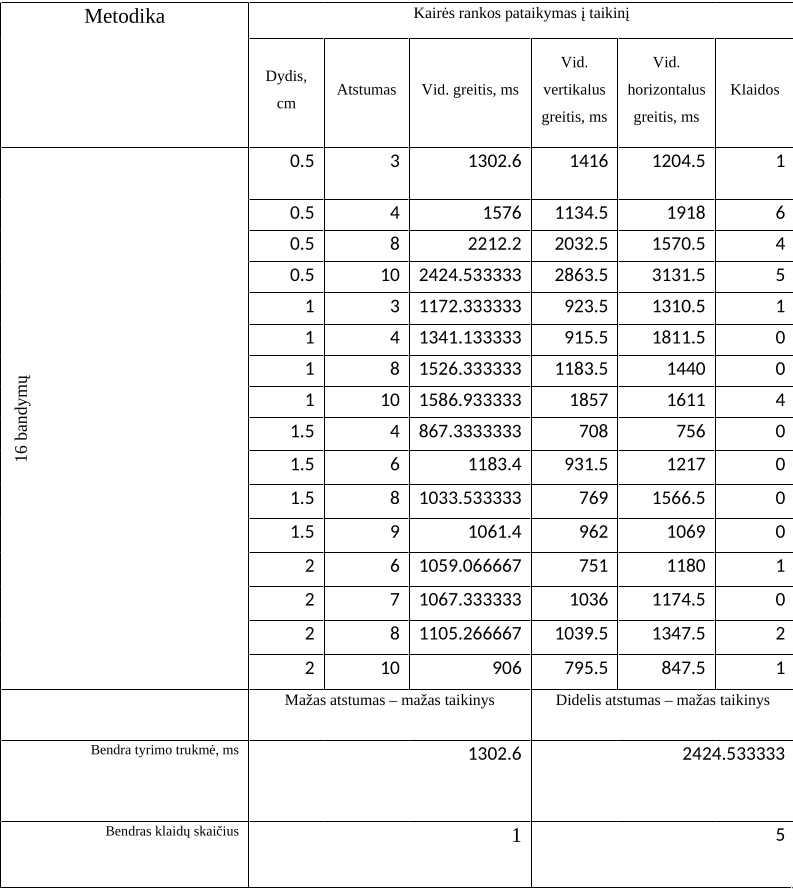 Metodika
Kairės rankos pataikymas į taikinį
Dydis, cm
Atstumas
Vid. greitis, ms
Vid. vertikalus greitis, ms
Vid. horizontalus greitis, ms
Klaidos
16 bandymų
0.5 3 1302.6 1416 1204.5 1
0.5 4 1576 1134.5 1918 6
0.5 8 2212.2 2032.5 1570.5 4
0.5 10 2424.533333 2863.5 3131.5 5
1 3 1172.333333 923.5 1310.5 1
1 4 1341.133333 915.5 1811.5 0
1 8 1526.333333 1183.5 1440 0
1 10 1586.933333 1857 1611 4
1.5 4 867.3333333 708 756 0
1.5 6 1183.4 931.5 1217 0
1.5 8 1033.533333 769 1566.5 0
1.5 9 1061.4 962 1069 0
2 6 1059.066667 751 1180 1
2 7 1067.333333 1036 1174.5 0
2 8 1105.266667 1039.5 1347.5 2
2 10 906 795.5 847.5 1
Mažas atstumas – mažas taikinys
Didelis atstumas – mažas taikinys
Bendra tyrimo trukmė, ms 1302.6 2424.533333
Bendras klaidų skaičius 1 5